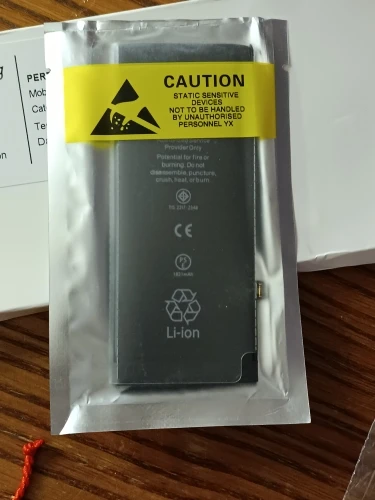 PER
Mob
Cat
Te
D
on
CAUTION
STATIC SENSITIVE
DEVICES
NOT TO BE HANDLED
BY UNAUTHORISED
PERSONNEL YX
Provider Only
Potential for fire or
burning. Do not
disassemble, puncture,
crush, heat, or burn.
CE
Li-ion